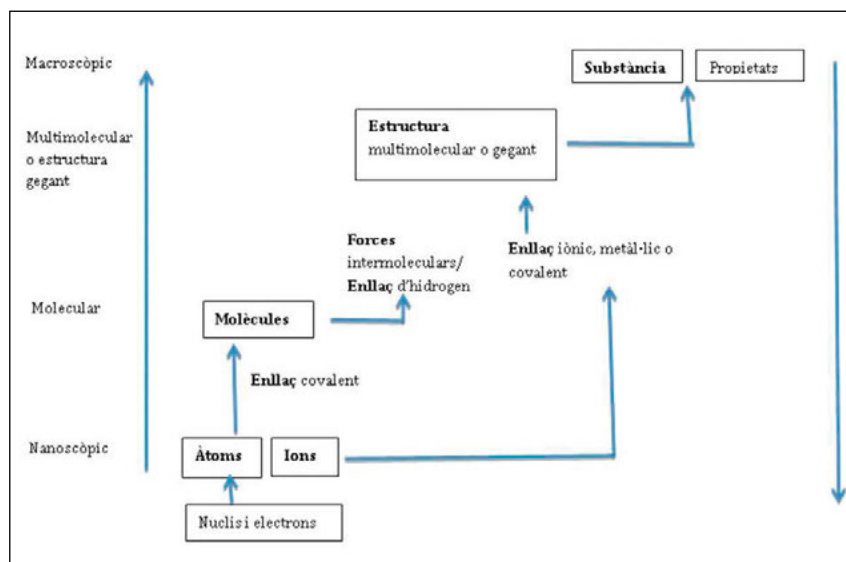 Macroscòpic
Substància
Propietats
Estructura
multimolecular o gegant
Multimolecular
o estructura
gegant
Forces
intermoleculars/
Enllaç d'hidrogen
Enllaç iònic, metàl·lic o
covalent
Molecular
Molècules
Enllaç covalent
Nanoscòpic
Àtoms
Ions
Nuclis i electrons